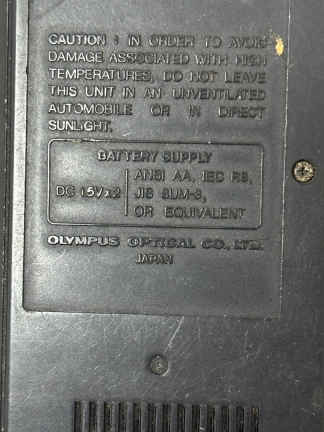 CAUTION : IN ORDER TO AVOID
DAMAGE ASSOCIATED WITH HIGH
TEMPERATURES, DO NOT LEAVE
THIS UNIT IN AN UNVENTILATED
AUTOMOBILE OR IN DIRECT
SUNLIGHT.
BATTERY SUPPLY
DC 1.5V x 2
ANSI AA, IEC R6,
JIS SUM-3,
OR EQUIVALENT
OLYMPUS OPTICAL CO., LTD.
JAPAN